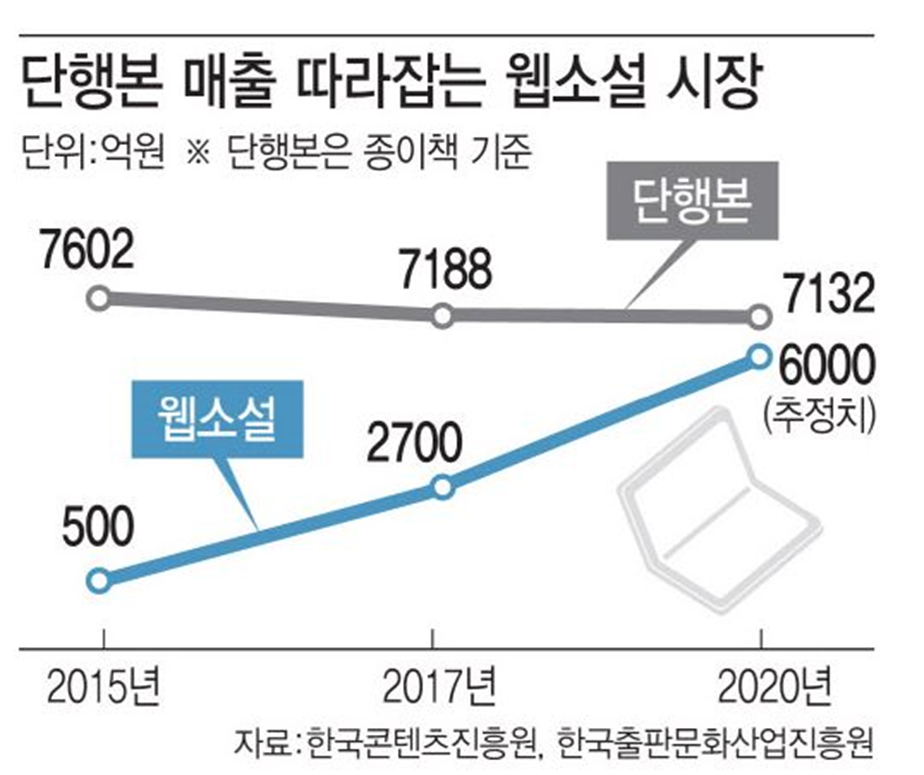 단행본 매출 따라잡는 웹소설 시장
단위:억원 ※ 단행본은 종이책 기준
단행본
7602
7188
7132
6000
(추정치)
웹소설
2700
500
2015년
2017년
2020년
자료:한국콘텐츠진흥원, 한국출판문화산업진흥원